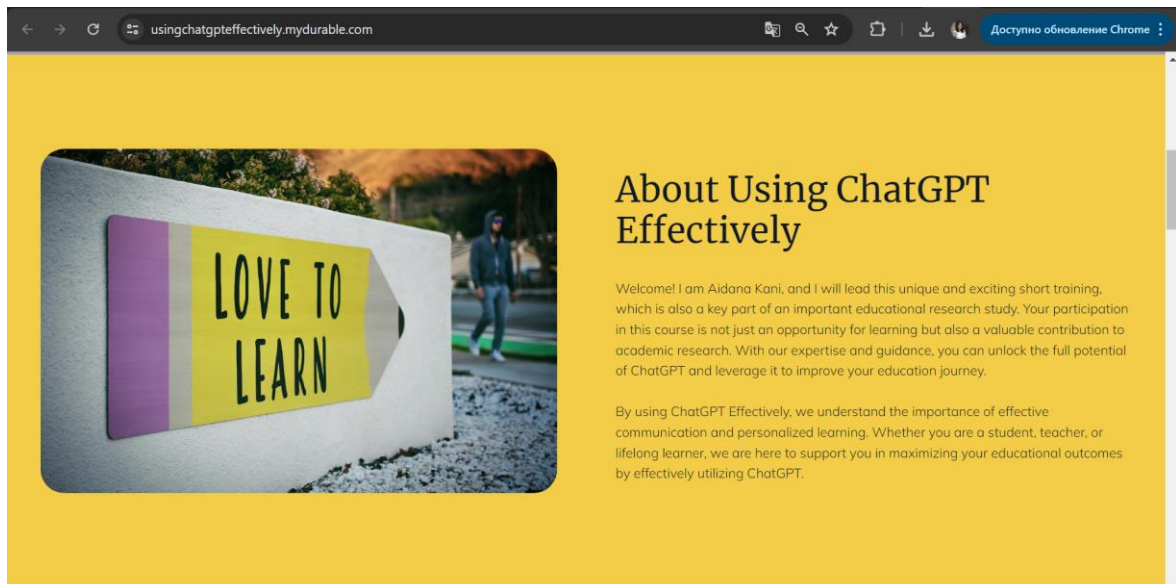 usingchatgpteffectively.mydurable.com
Доступно обновление Chrome
LOVE TO
LEARN
About Using ChatGPT
Effectively
Welcome! I am Aidana Kani, and I will lead this unique and exciting short training,
which is also a key part of an important educational research study. Your participation
in this course is not just an opportunity for learning but also a valuable contribution to
academic research. With our expertise and guidance, you can unlock the full potential
of ChatGPT and leverage it to improve your education journey.
By using ChatGPT Effectively, we understand the importance of effective
communication and personalized learning. Whether you are a student, teacher, or
lifelong learner, we are here to support you in maximizing your educational outcomes
by effectively utilizing ChatGPT.